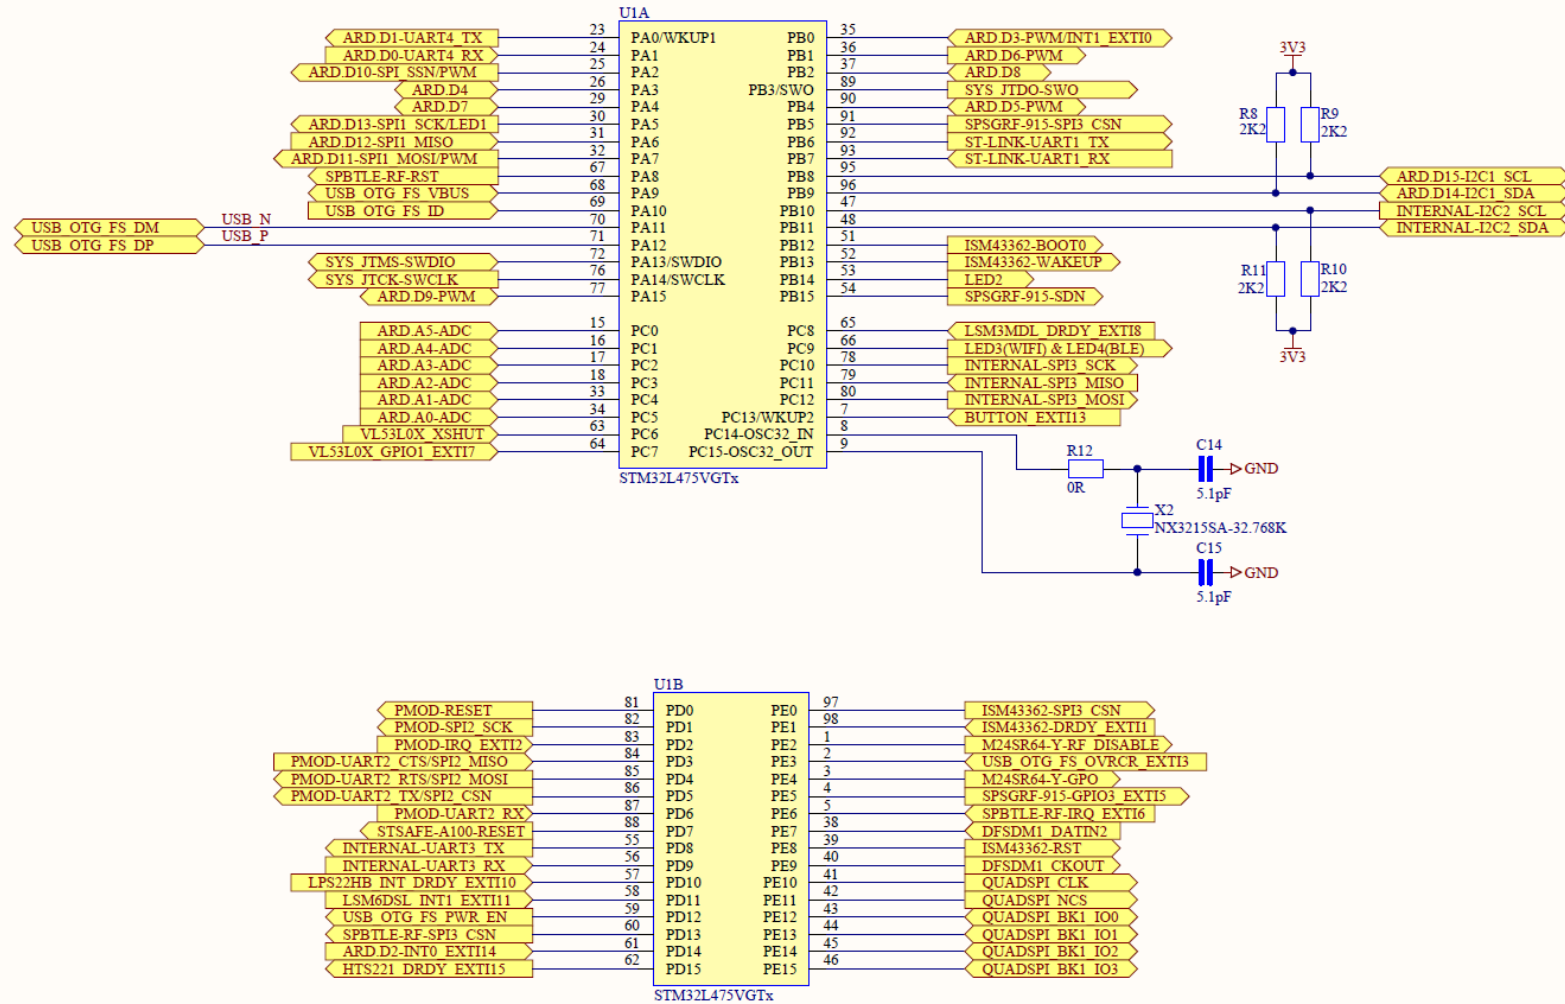 U1A
ARD.D1-UART4_TX 23 PA0/WKUP1 PB0 35 ARD.D3-PWM/INT1_EXTI0
ARD.D0-UART4_RX 24 PA1 PB1 36 ARD.D6-PWM
ARD.D10-SPI_SSN/PWM 25 PA2 PB2 37 ARD.D8
ARD.D4 26 PA3 PB3/SWO 89 SYS_JTDO-SWO
ARD.D7 29 PA4 PB4 90 ARD.D5-PWM
ARD.D13-SPI1_SCK/LED1 30 PA5 PB5 91 SPSGRF-915-SPI3_CSN
ARD.D12-SPI1_MISO 31 PA6 PB6 92 ST-LINK-UART1_TX
ARD.D11-SPI1_MOSI/PWM 32 PA7 PB7 93 ST-LINK-UART1_RX
SPBTLE-RF-RST 67 PA8 PB8 95 ARD.D15-I2C1_SCL
USB_OTG_FS_VBUS 68 PA9 PB9 96 ARD.D14-I2C1_SDA
USB_OTG_FS_ID 69 PA10 PB10 47 INTERNAL-I2C2_SCL
USB_OTG_FS_DM USB_N 70 PA11 PB11 48 INTERNAL-I2C2_SDA
USB_OTG_FS_DP USB_P 71 PA12 PB12 51 ISM43362-BOOT0
SYS_JTMS-SWDIO 72 PA13/SWDIO PB13 52 ISM43362-WAKEUP
SYS_JTCK-SWCLK 76 PA14/SWCLK PB14 53 LED2
ARD.D9-PWM 77 PA15 PB15 54 SPSGRF-915-SDN
ARD.A5-ADC 15 PC0 PC8 65 LSM3MDL_DRDY_EXTI8
ARD.A4-ADC 16 PC1 PC9 66 LED3(WIFI) & LED4(BLE)
ARD.A3-ADC 17 PC2 PC10 78 INTERNAL-SPI3_SCK
ARD.A2-ADC 18 PC3 PC11 79 INTERNAL-SPI3_MISO
ARD.A1-ADC 33 PC4 PC12 80 INTERNAL-SPI3_MOSI
ARD.A0-ADC 34 PC5 PC13/WKUP2 7 BUTTON_EXTI13
VL53L0X_XSHUT 63 PC6 PC14-OSC32_IN 8
VL53L0X_GPIO1_EXTI7 64 PC7 PC15-OSC32_OUT 9
STM32L475VGTx
3V3
R8 R9
2K2 2K2
R11 R10
2K2 2K2
3V3
R12
0R
C14
GND
5.1pF
X2
NX3215SA-32.768K
C15
GND
5.1pF
U1B
PMOD-RESET 81 PD0 PE0 97 ISM43362-SPI3_CSN
PMOD-SPI2_SCK 82 PD1 PE1 98 ISM43362-DRDY_EXTI1
PMOD-IRQ_EXTI2 83 PD2 PE2 1 M24SR64-Y-RF_DISABLE
PMOD-UART2_CTS/SPI2_MISO 84 PD3 PE3 2 USB_OTG_FS_OVRCR_EXTI3
PMOD-UART2_RTS/SPI2_MOSI 85 PD4 PE4 3 M24SR64-Y-GPO
PMOD-UART2_TX/SPI2_CSN 86 PD5 PE5 4 SPSGRF-915-GPIO3_EXTI5
PMOD-UART2_RX 87 PD6 PE6 5 SPBTLE-RF-IRQ_EXTI6
STSAFE-A100-RESET 88 PD7 PE7 38 DFSDM1_DATIN2
INTERNAL-UART3_TX 55 PD8 PE8 39 ISM43362-RST
INTERNAL-UART3_RX 56 PD9 PE9 40 DFSDM1_CKOUT
LPS22HB_INT_DRDY_EXTI10 57 PD10 PE10 41 QUADSPI_CLK
LSM6DSL_INT1_EXTI11 58 PD11 PE11 42 QUADSPI_NCS
USB_OTG_FS_PWR_EN 59 PD12 PE12 43 QUADSPI_BK1_IO0
SPBTLE-RF-SPI3_CSN 60 PD13 PE13 44 QUADSPI_BK1_IO1
ARD.D2-INT0_EXTI14 61 PD14 PE14 45 QUADSPI_BK1_IO2
HTS221_DRDY_EXTI15 62 PD15 PE15 46 QUADSPI_BK1_IO3
STM32L475VGTx